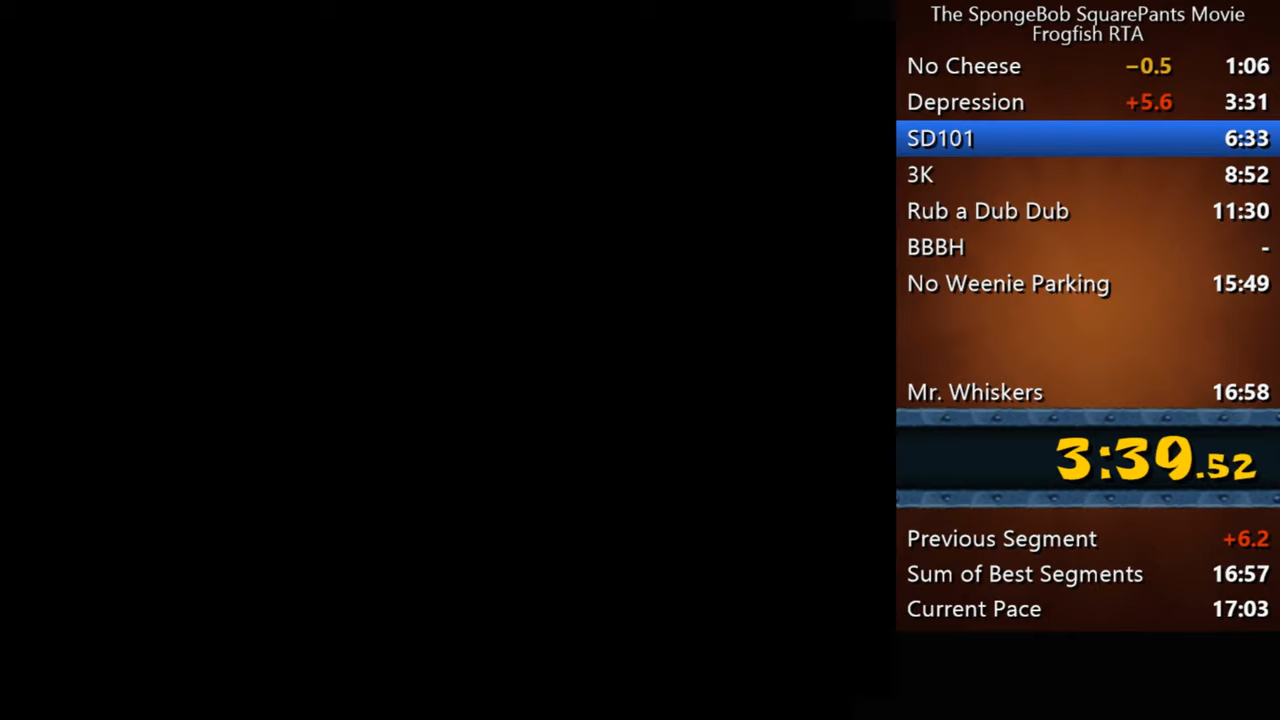 The SpongeBob SquarePants Movie
Frogfish RTA
No Cheese −0.5 1:06
Depression +5.6 3:31
SD101 6:33
3K 8:52
Rub a Dub Dub 11:30
BBBH -
No Weenie Parking 15:49
Mr. Whiskers 16:58
3:39.52
Previous Segment +6.2
Sum of Best Segments 16:57
Current Pace 17:03